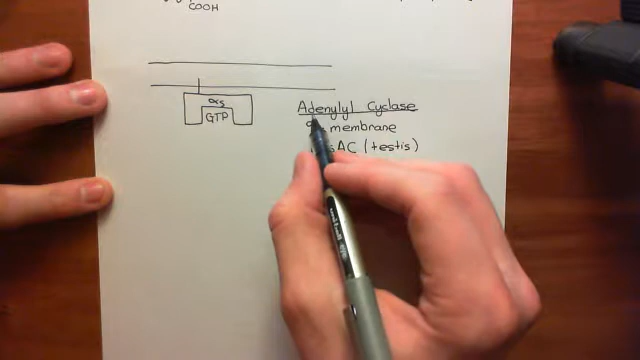 COOH
αs
GTP
Adenylyl Cyclase
membrane
sAC (testis)